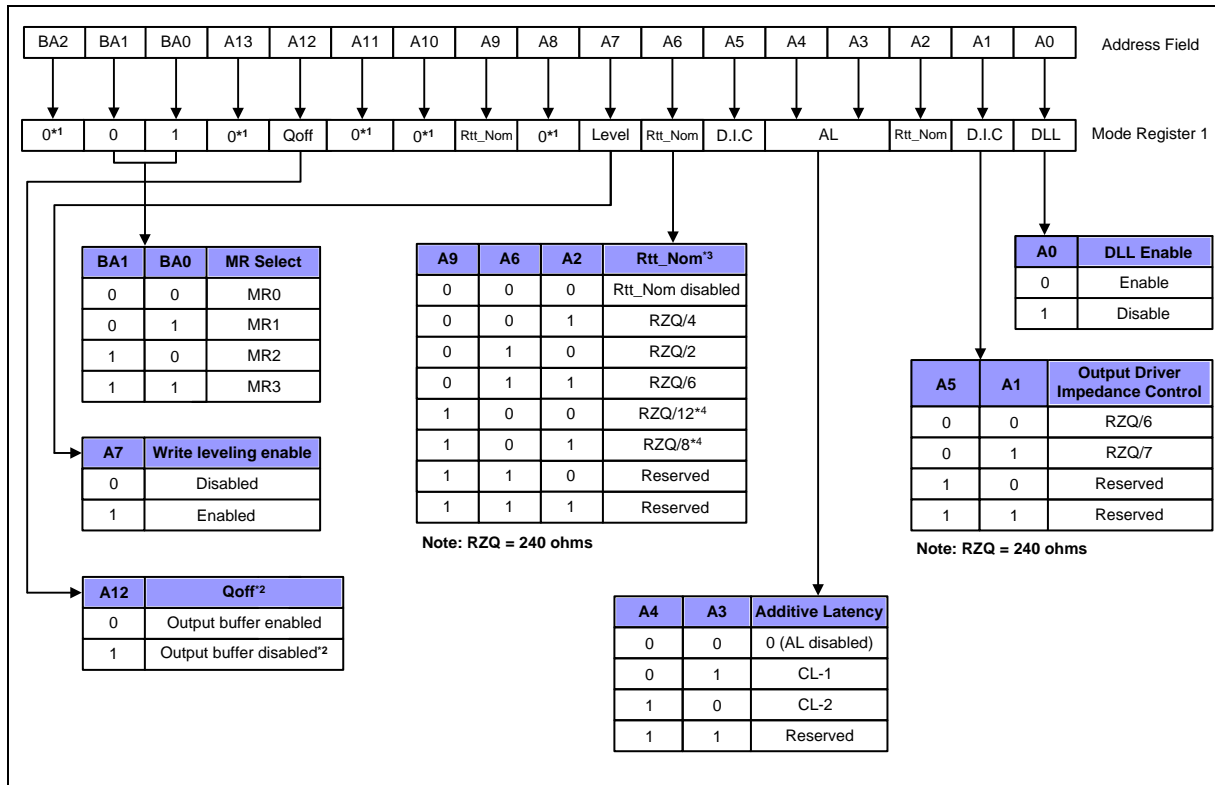 BA2 BA1 BA0 A13 A12 A11 A10 A9 A8 A7 A6 A5 A4 A3 A2 A1 A0 Address Field
0*1 0 1 0*1 Qoff 0*1 0*1 Rtt_Nom 0*1 Level Rtt_Nom D.I.C AL Rtt_Nom D.I.C DLL Mode Register 1
BA1 BA0 MR Select
0 0 MR0
0 1 MR1
1 0 MR2
1 1 MR3
A7 Write leveling enable
0 Disabled
1 Enabled
A12 Qoff*2
0 Output buffer enabled
1 Output buffer disabled*2
A9 A6 A2 Rtt_Nom*3
0 0 0 Rtt_Nom disabled
0 0 1 RZQ/4
0 1 0 RZQ/2
0 1 1 RZQ/6
1 0 0 RZQ/12*4
1 0 1 RZQ/8*4
1 1 0 Reserved
1 1 1 Reserved
Note: RZQ = 240 ohms
A4 A3 Additive Latency
0 0 0 (AL disabled)
0 1 CL-1
1 0 CL-2
1 1 Reserved
A0 DLL Enable
0 Enable
1 Disable
A5 A1 Output Driver
Impedance Control
0 0 RZQ/6
0 1 RZQ/7
1 0 Reserved
1 1 Reserved
Note: RZQ = 240 ohms